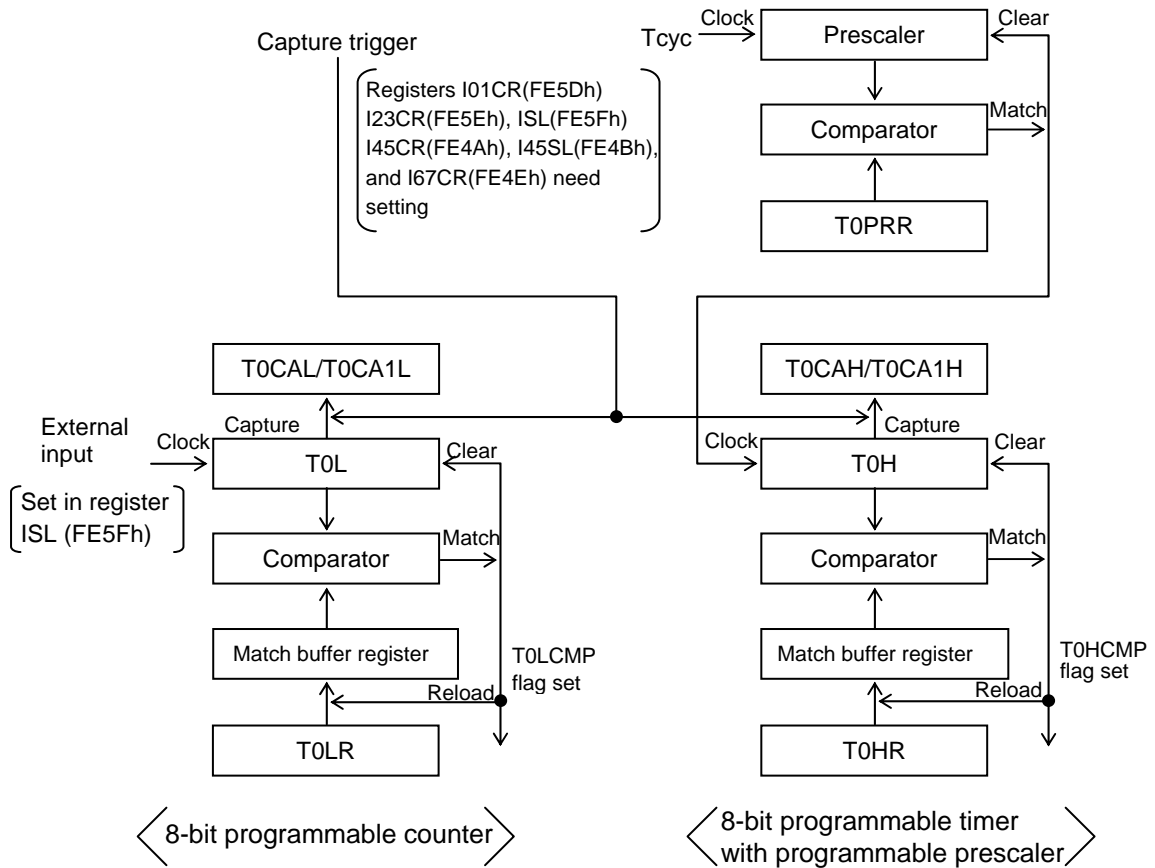 Capture trigger
Registers I01CR(FE5Dh)
I23CR(FE5Eh), ISL(FE5Fh)
I45CR(FE4Ah), I45SL(FE4Bh),
and I67CR(FE4Eh) need
setting
Tcyc
Clock
Prescaler
Clear
Comparator
Match
T0PRR
T0CAL/T0CA1L
T0CAH/T0CA1H
External
input
Clock
Capture
T0L
Clear
Set in register
ISL (FE5Fh)
Comparator
Match
Match buffer register
T0LCMP
flag set
Reload
T0LR
Clock
Capture
T0H
Clear
Comparator
Match
Match buffer register
T0HCMP
flag set
Reload
T0HR
8-bit programmable counter
8-bit programmable timer
with programmable prescaler